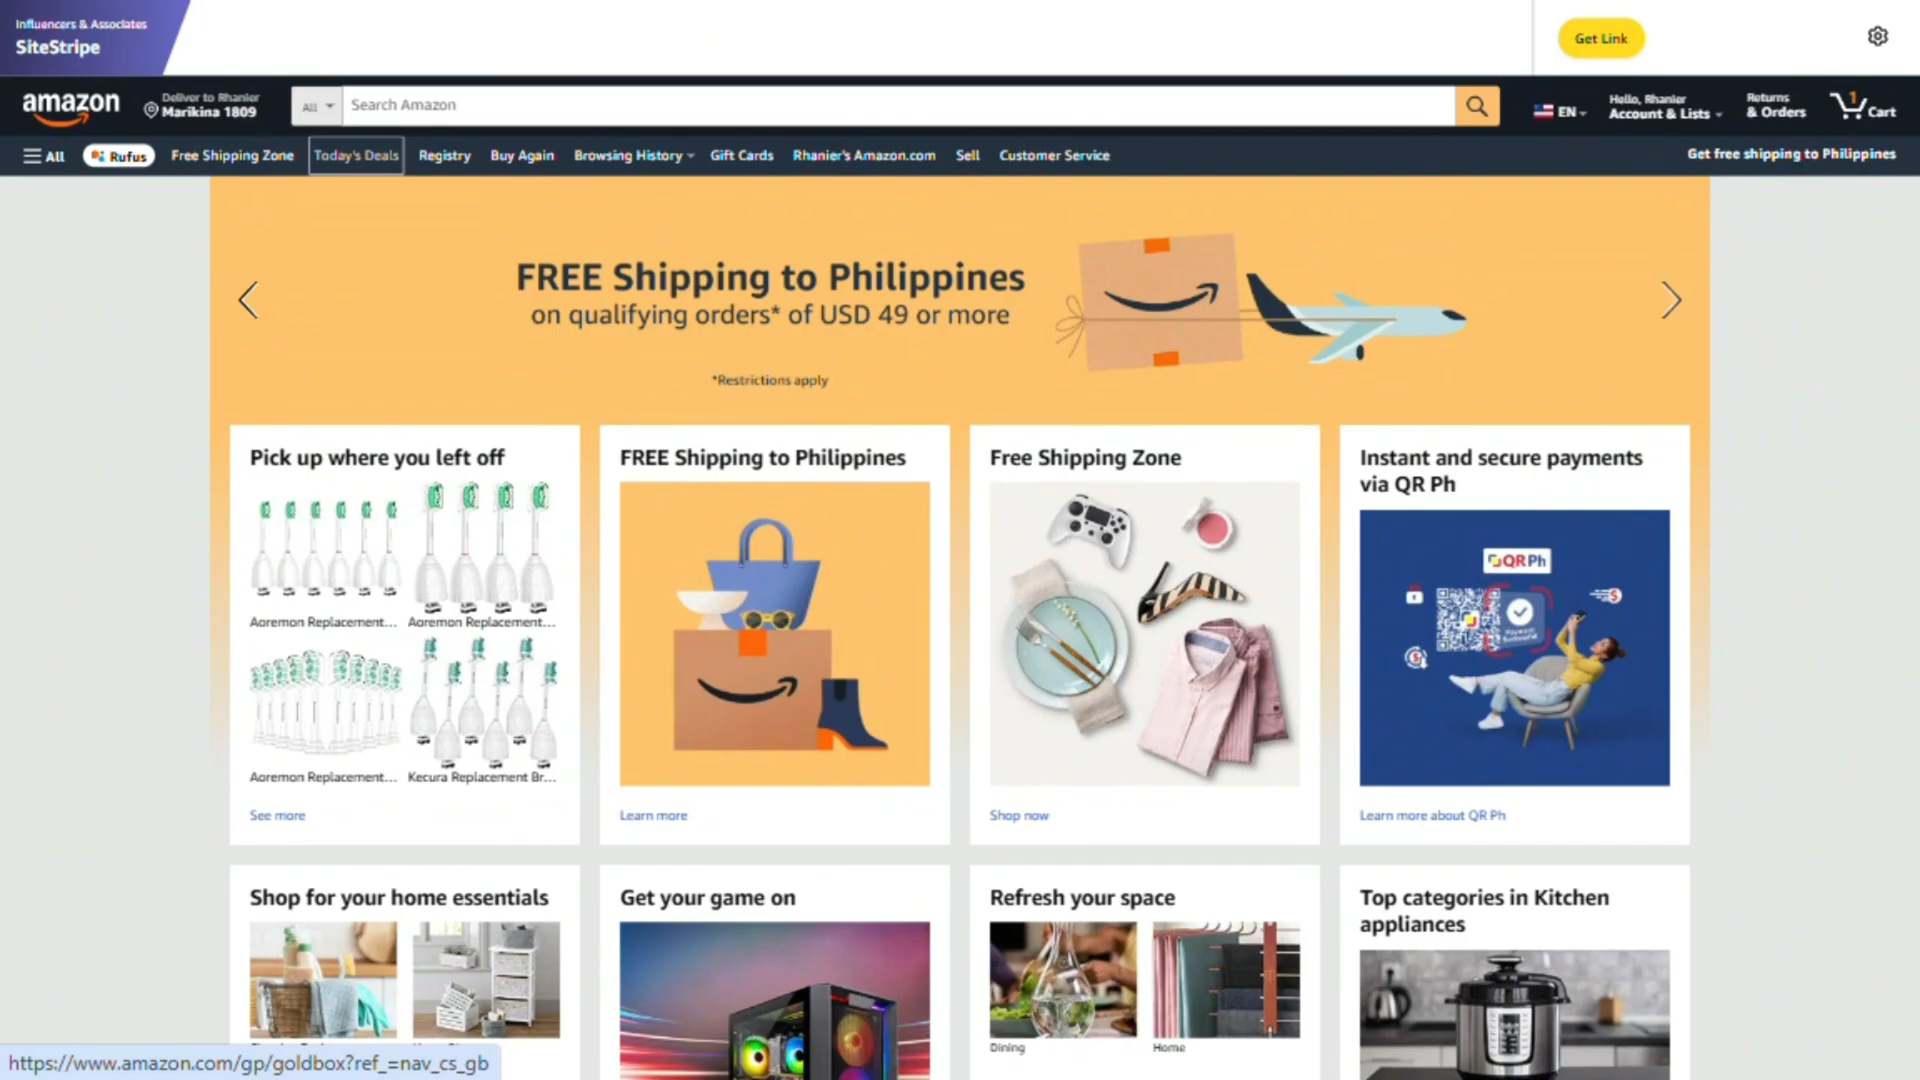 Influencers & Associates
SiteStripe
Get Link
amazon
Deliver to Rhanier
Marikina 1809
All
Search Amazon
EN
Hello, Rhanier
Account & Lists
Returns
& Orders
1
Cart
All
Rufus
Free Shipping Zone
Today's Deals
Registry
Buy Again
Browsing History
Gift Cards
Rhanier's Amazon.com
Sell
Customer Service
Get free shipping to Philippines
FREE Shipping to Philippines
on qualifying orders* of USD 49 or more
*Restrictions apply
Pick up where you left off
Aoremon Replacement...
Aoremon Replacement...
Aoremon Replacement...
Kecura Replacement Br...
See more
FREE Shipping to Philippines
Learn more
Free Shipping Zone
Shop now
Instant and secure payments
via QR Ph
QR Ph
Payment
Successful
Learn more about QR Ph
Shop for your home essentials
Get your game on
Refresh your space
Dining
Home
Top categories in Kitchen
appliances
https://www.amazon.com/gp/goldbox?ref_=nav_cs_gb